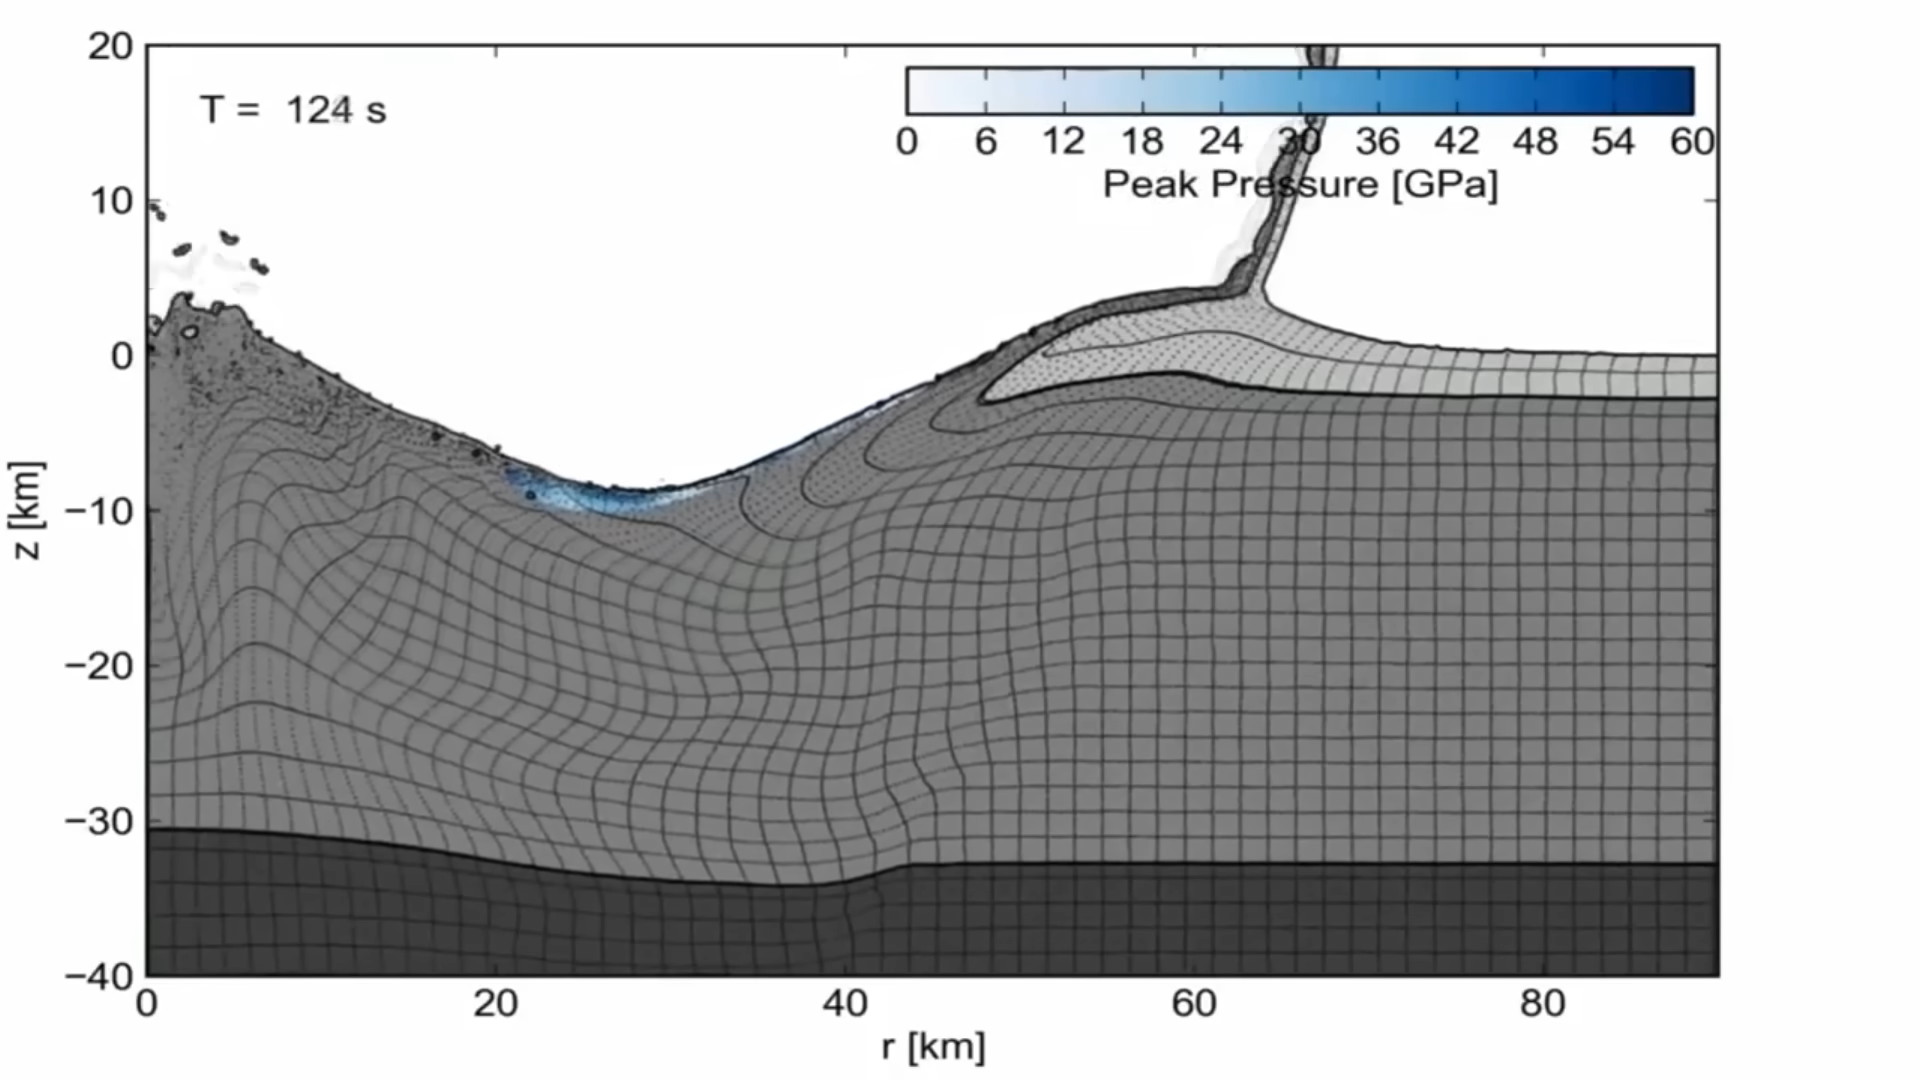 20
T = 124 s
0 6 12 18 24 30 36 42 48 54 60
Peak Pressure [GPa]
10
0
−10
z [km]
−20
−30
−40
0 20 40 60 80
r [km]